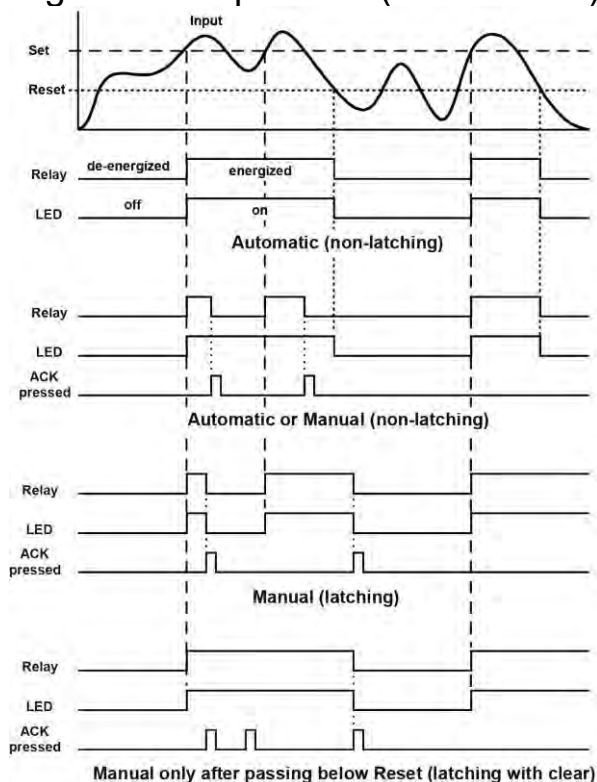 Input
Set
Reset
Relay de-energized energized
LED off on
Automatic (non-latching)
Relay
LED
ACK
pressed
Automatic or Manual (non-latching)
Relay
LED
ACK
pressed
Manual (latching)
Relay
LED
ACK
pressed
Manual only after passing below Reset (latching with clear)